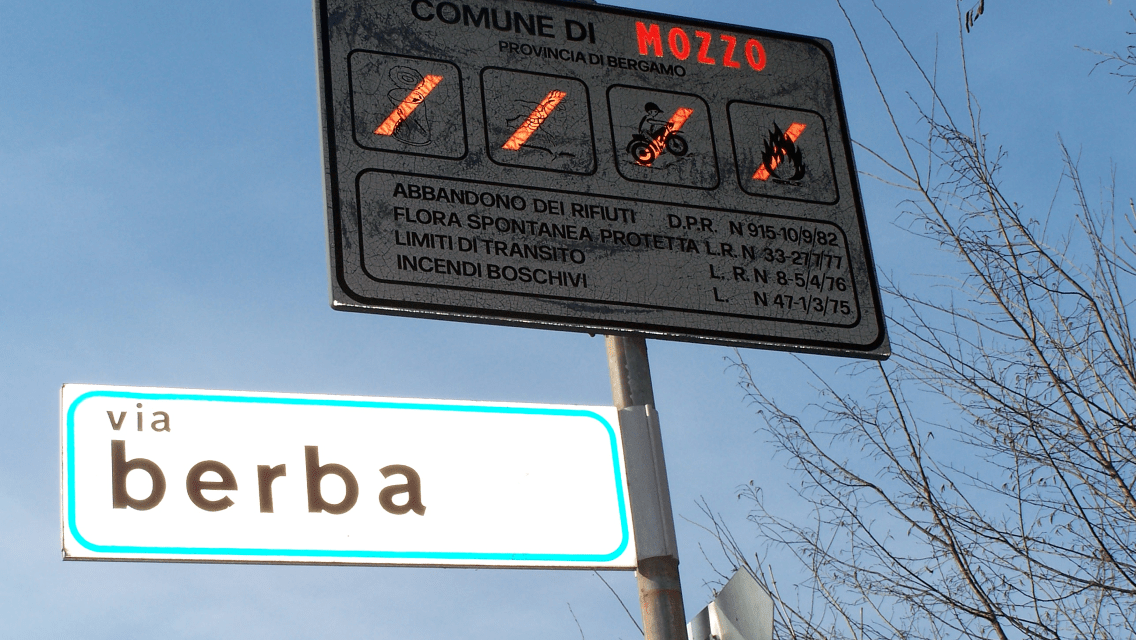 COMUNE DI MOZZO
PROVINCIA DI BERGAMO
ABBANDONO DEI RIFIUTI D.P.R. N 915-10/9/82
FLORA SPONTANEA PROTETTA L.R. N 33-27/7/77
LIMITI DI TRANSITO L. R. N 8-5/4/76
INCENDI BOSCHIVI L. N 47-1/3/75
via
berba